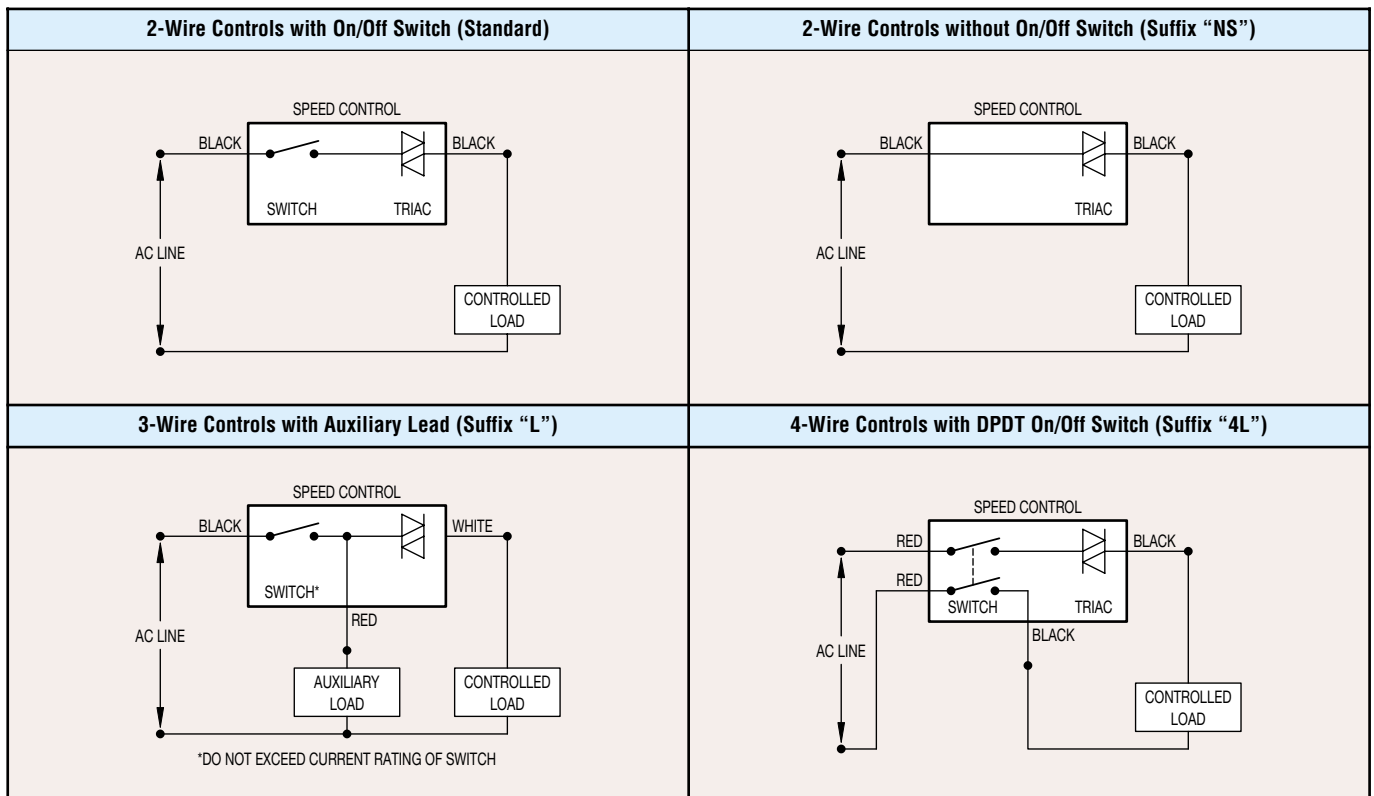 2-Wire Controls with On/Off Switch (Standard)
SPEED CONTROL
BLACK
BLACK
SWITCH
TRIAC
AC LINE
CONTROLLED
LOAD
2-Wire Controls without On/Off Switch (Suffix “NS”)
SPEED CONTROL
BLACK
BLACK
TRIAC
AC LINE
CONTROLLED
LOAD
3-Wire Controls with Auxiliary Lead (Suffix “L”)
SPEED CONTROL
BLACK
WHITE
SWITCH*
RED
AC LINE
AUXILIARY
LOAD
CONTROLLED
LOAD
*DO NOT EXCEED CURRENT RATING OF SWITCH
4-Wire Controls with DPDT On/Off Switch (Suffix “4L”)
SPEED CONTROL
RED
BLACK
RED
SWITCH
TRIAC
BLACK
AC LINE
CONTROLLED
LOAD